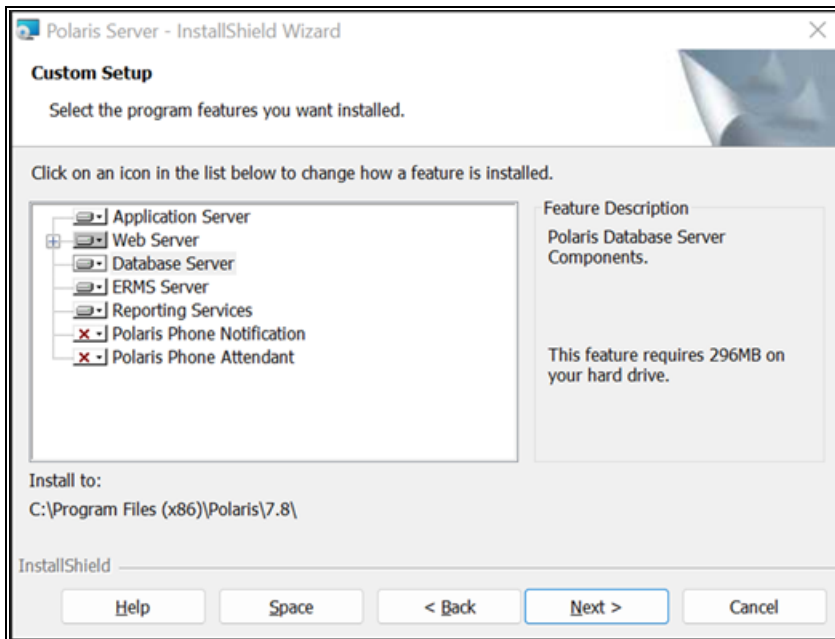 Polaris Server - InstallShield Wizard
Custom Setup
Select the program features you want installed.
Click on an icon in the list below to change how a feature is installed.
Application Server
Web Server
Database Server
ERMS Server
Reporting Services
Polaris Phone Notification
Polaris Phone Attendant
Feature Description
Polaris Database Server
Components.
This feature requires 296MB on
your hard drive.
Install to:
C:\Program Files (x86)\Polaris\7.8\
InstallShield
Help
Space
< Back
Next >
Cancel